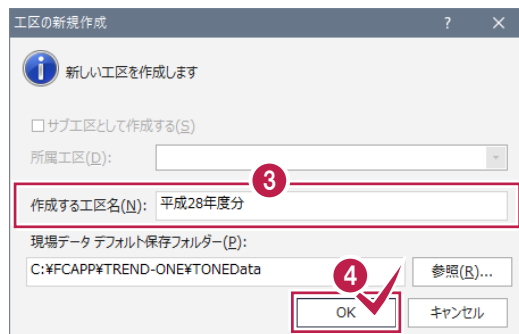 工区の新規作成 ? ×
新しい工区を作成します
サブ工区として作成する(S)
所属工区(D):
3
作成する工区名(N): 平成28年度分
現場データ デフォルト保存フォルダー(P):
C:¥FCAPP¥TREND-ONE¥TONEData 参照(R)...
4
OK キャンセル